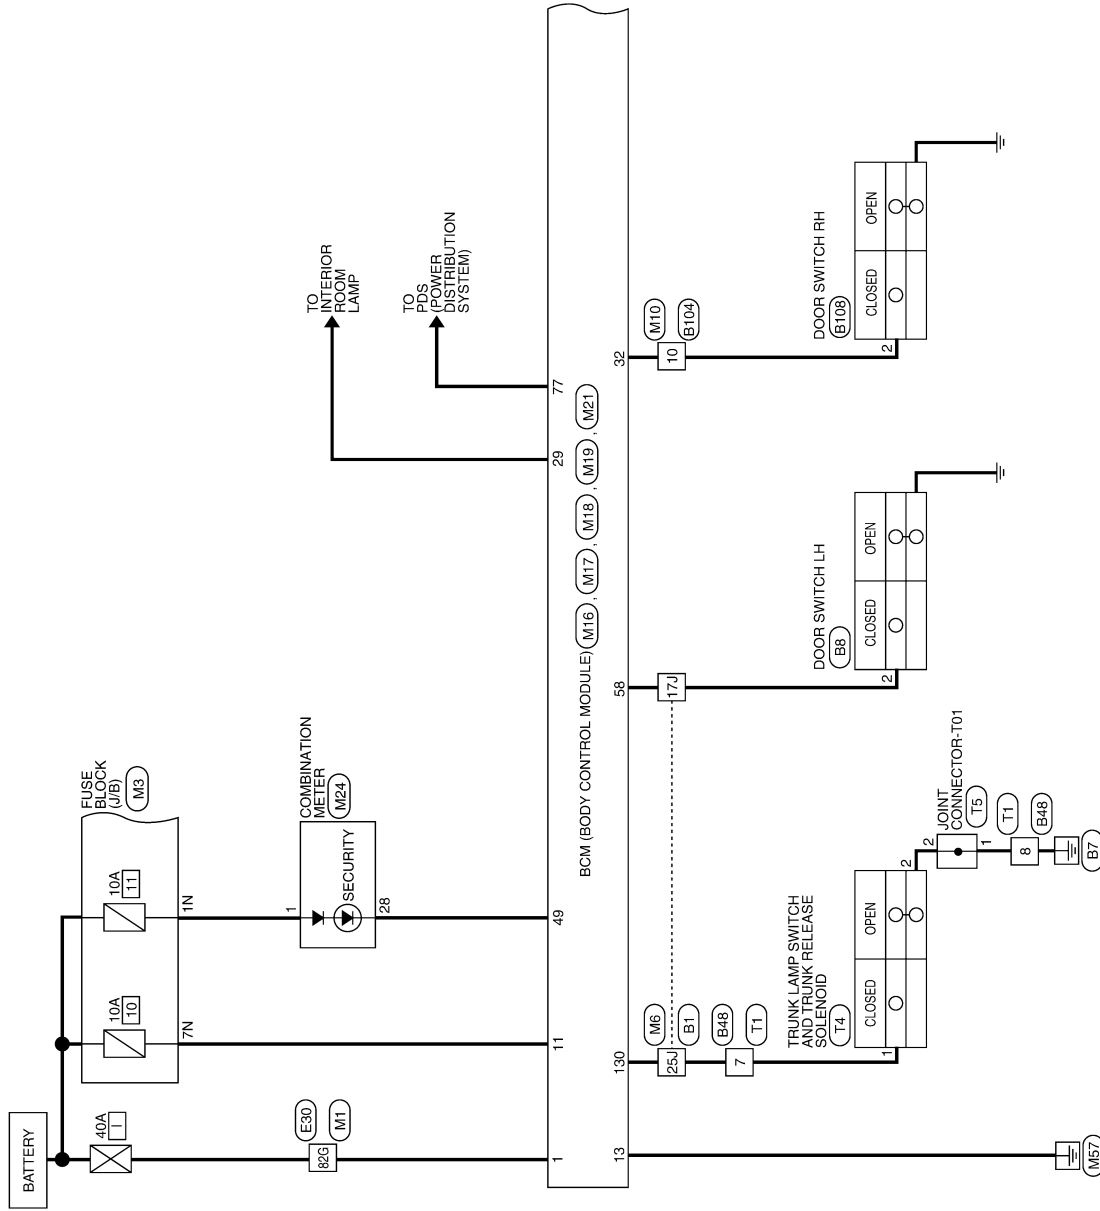 BATTERY
40A
I
E30
82G
M1
1
FUSE
BLOCK
(J/B)
M3
10A
10
7N
11
10A
11
1N
COMBINATION
METER
M24
1
SECURITY
28
49
TO
INTERIOR
ROOM
LAMP
29
TO
PDS
(POWER
DISTRIBUTION
SYSTEM)
77
BCM (BODY CONTROL MODULE) M16 , M17 , M18 , M19 , M21
13
M57
130
M6
25J
B1
B48
7
T1
TRUNK LAMP SWITCH
AND TRUNK RELEASE
SOLENOID
T4
CLOSED OPEN
1
2
JOINT
CONNECTOR-T01
T5
2
1
T1
8
B48
B7
58
17J
DOOR SWITCH LH
B8
CLOSED OPEN
2
32
M10
10
B104
DOOR SWITCH RH
B108
CLOSED OPEN
2